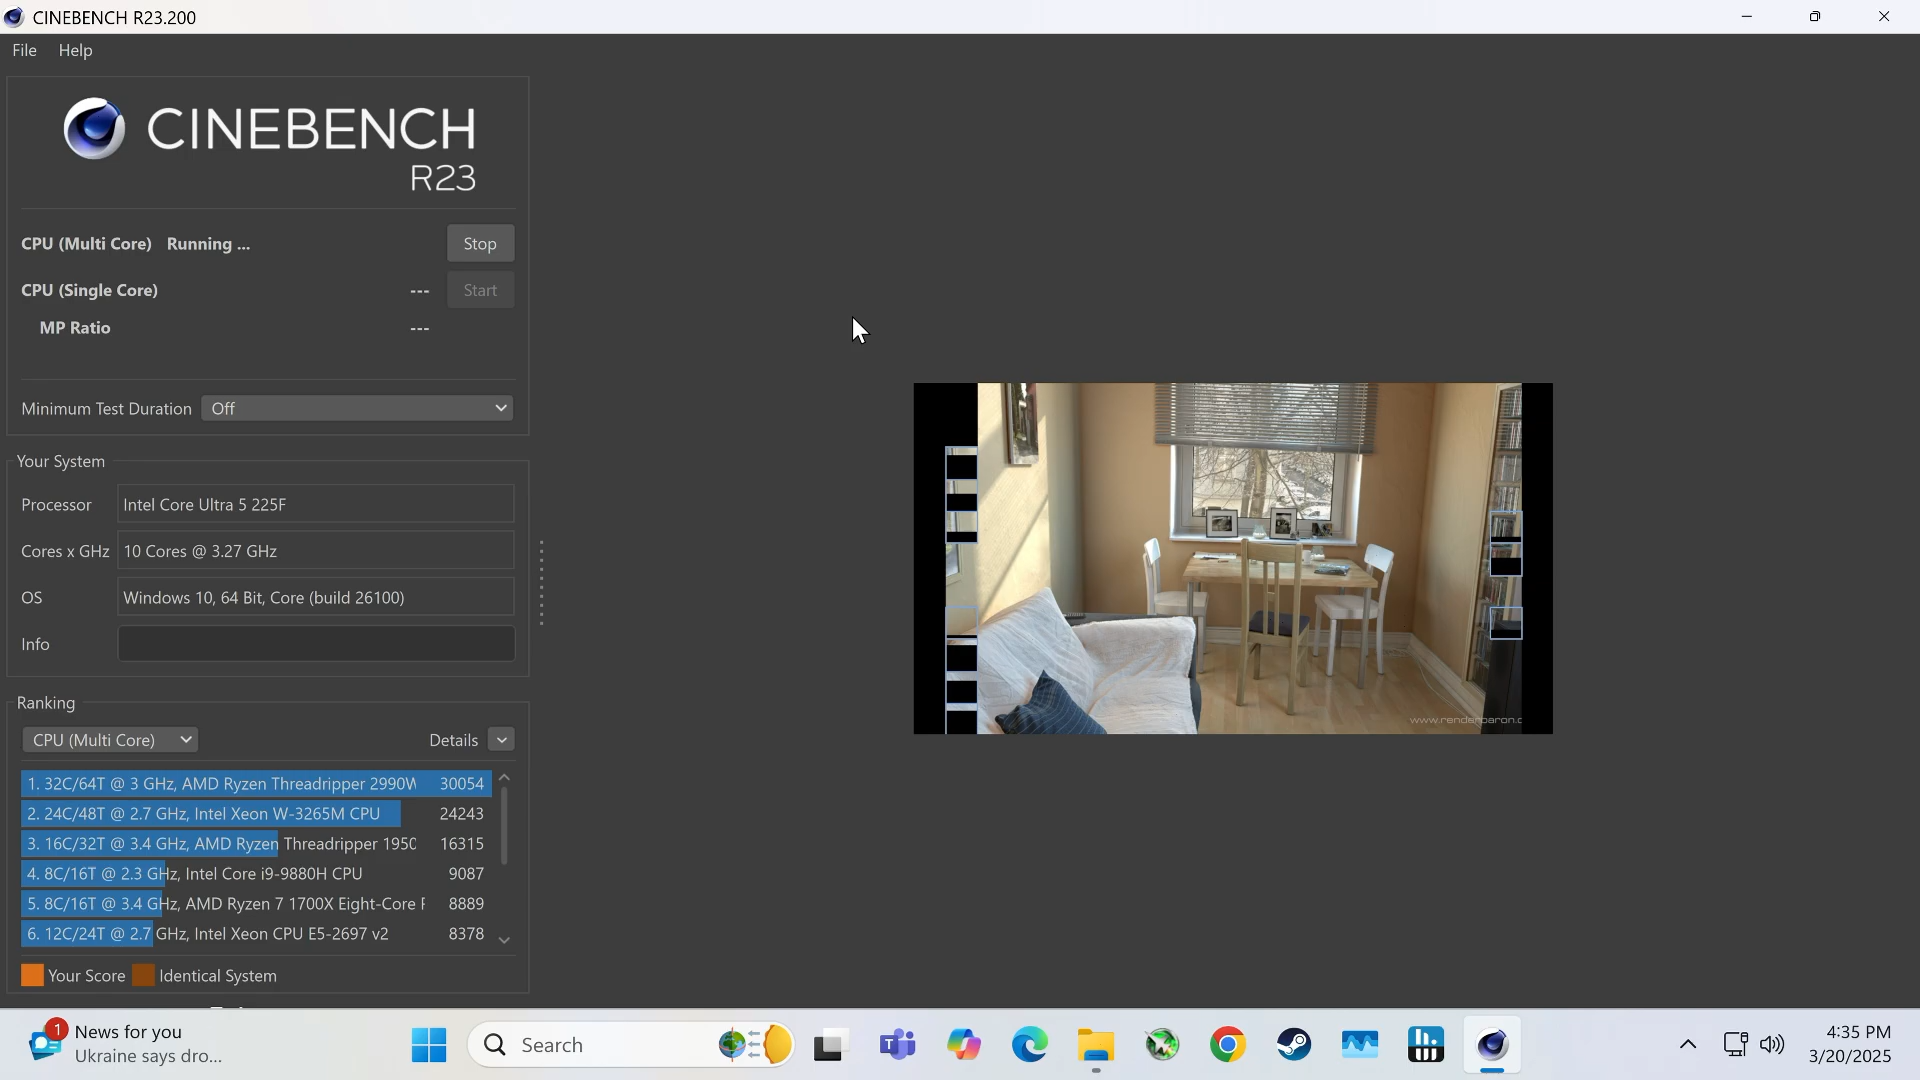 CINEBENCH R23.200
File Help
CINEBENCH
R23
CPU (Multi Core) Running ... Stop
CPU (Single Core) --- Start
MP Ratio ---
Minimum Test Duration Off
Your System
Processor Intel Core Ultra 5 225F
Cores x GHz 10 Cores @ 3.27 GHz
OS Windows 10, 64 Bit, Core (build 26100)
Info
Ranking
CPU (Multi Core) Details
1. 32C/64T @ 3 GHz, AMD Ryzen Threadripper 2990W 30054
2. 24C/48T @ 2.7 GHz, Intel Xeon W-3265M CPU 24243
3. 16C/32T @ 3.4 GHz, AMD Ryzen Threadripper 1950 16315
4. 8C/16T @ 2.3 GHz, Intel Core i9-9880H CPU 9087
5. 8C/16T @ 3.4 GHz, AMD Ryzen 7 1700X Eight-Core 8889
6. 12C/24T @ 2.7 GHz, Intel Xeon CPU E5-2697 v2 8378
Your Score Identical System
www.renderbaron.c
1 News for you
Ukraine says dro...
Search
T
4:35 PM
3/20/2025